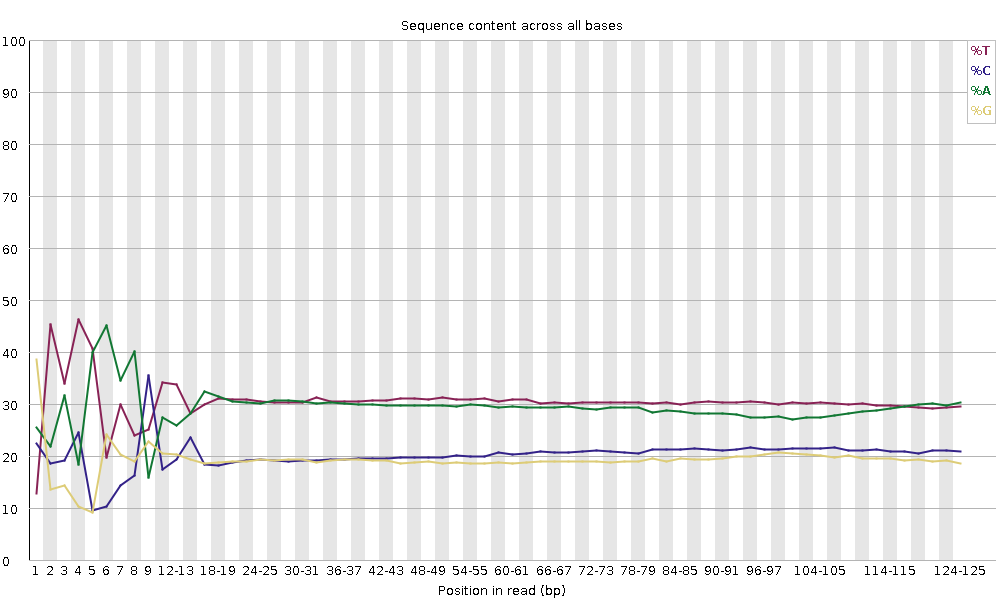 Sequence content across all bases
%T
%C
%A
%G
100
90
80
70
60
50
40
30
20
10
0
1 2 3 4 5 6 7 8 9 12-13 18-19 24-25 30-31 36-37 42-43 48-49 54-55 60-61 66-67 72-73 78-79 84-85 90-91 96-97 104-105 114-115 124-125
Position in read (bp)